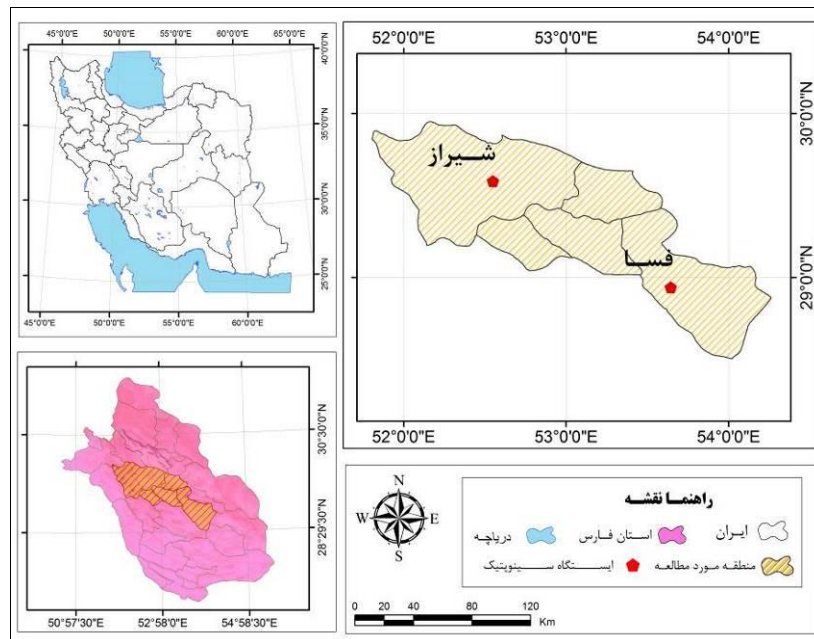 45°0'0"E 50°0'0"E 55°0'0"E 60°0'0"E 65°0'0"E
40°0'0"N
35°0'0"N
30°0'0"N
25°0'0"N
45°0'0"E 50°0'0"E 55°0'0"E 60°0'0"E
52°0'0"E 53°0'0"E 54°0'0"E
30°0'0"N
شیراز
فسا
29°0'0"N
52°0'0"E 53°0'0"E 54°0'0"E
30°30'0"N
28°29'30"N
50°57'30"E 52°58'0"E 54°58'30"E
N
W E
S
راهنما نقشه
ایران استان فارس دریاچه
منطقه مورد مطالعه ایستگاه سینوپتیک
0 20 40 80 120
Km